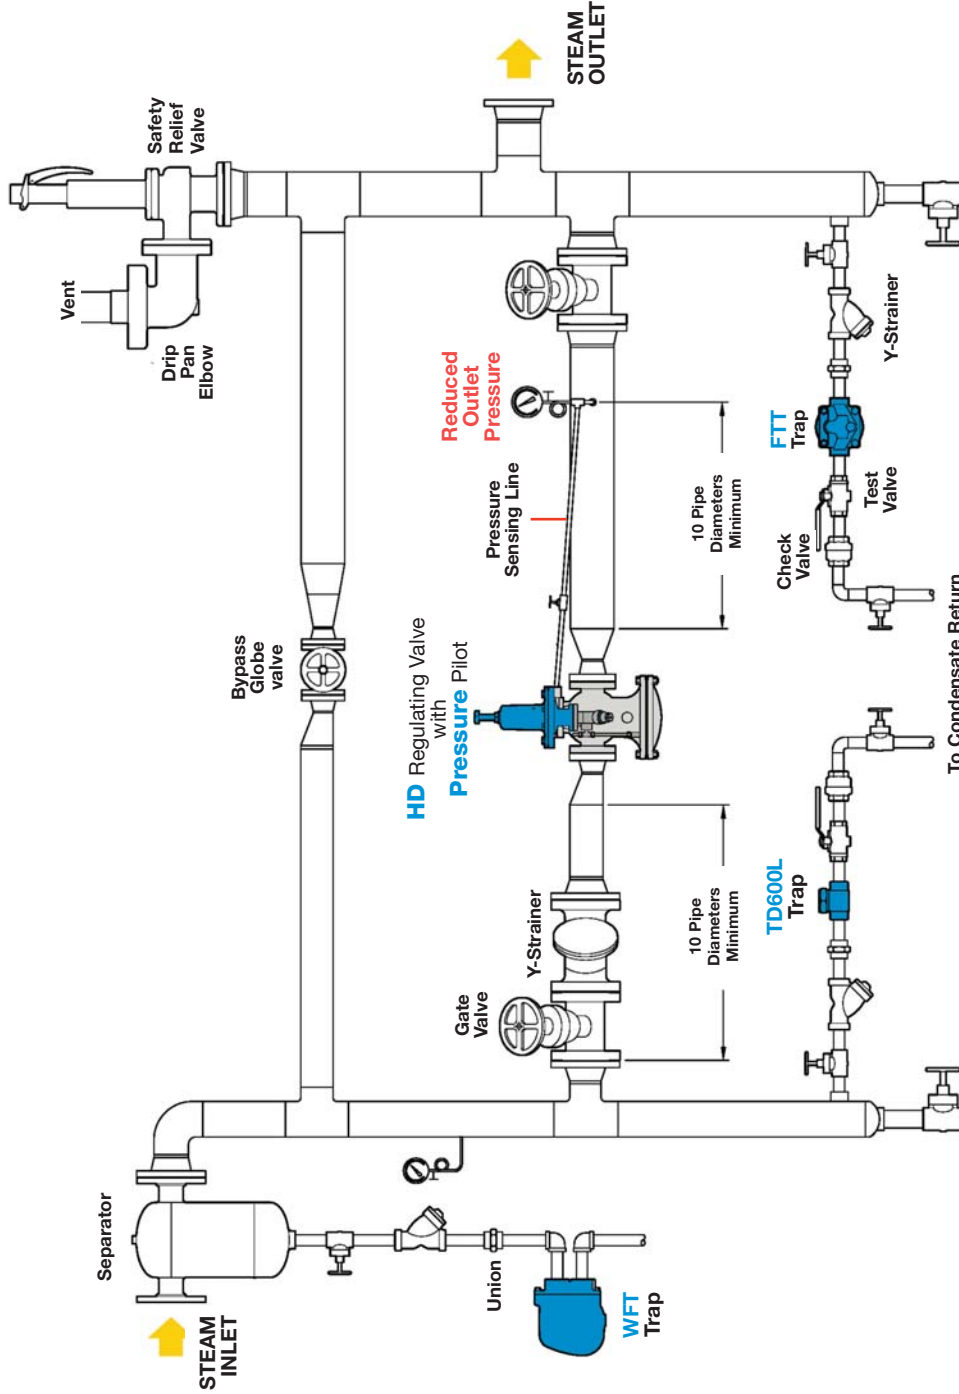 STEAM
INLET
Separator
Union
WFT
Trap
Vent
Drip
Pan
Elbow
Safety
Relief
Valve
STEAM
OUTLET
Bypass
Globe
valve
HD Regulating Valve
with
Pressure Pilot
Reduced
Outlet
Pressure
Pressure
Sensing Line
Gate
Valve
Y-Strainer
10 Pipe
Diameters
Minimum
10 Pipe
Diameters
Minimum
TD600L
Trap
Check
Valve
Test
Valve
FTT
Trap
Y-Strainer
To Condensate Return